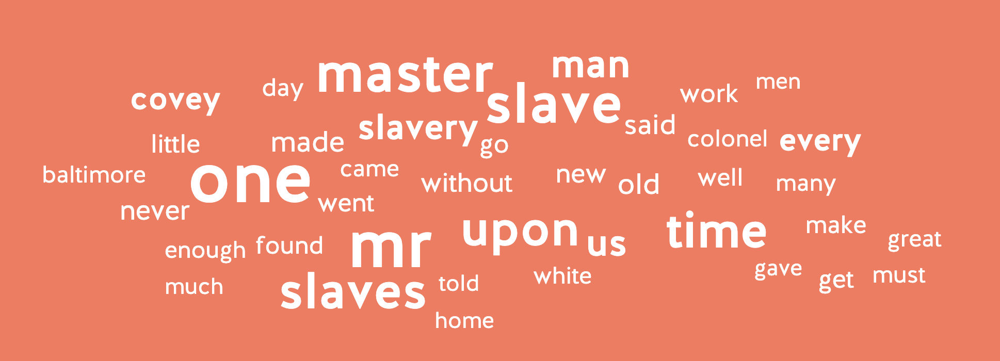 man
master
men
day
work
covey
slave
said
slavery
colonel
every
little
made
go
baltimore
one
came
without
new
old
well
many
never
went
upon
time
make
great
enough
found
mr
us
gave
get
must
much
slaves
told
white
home